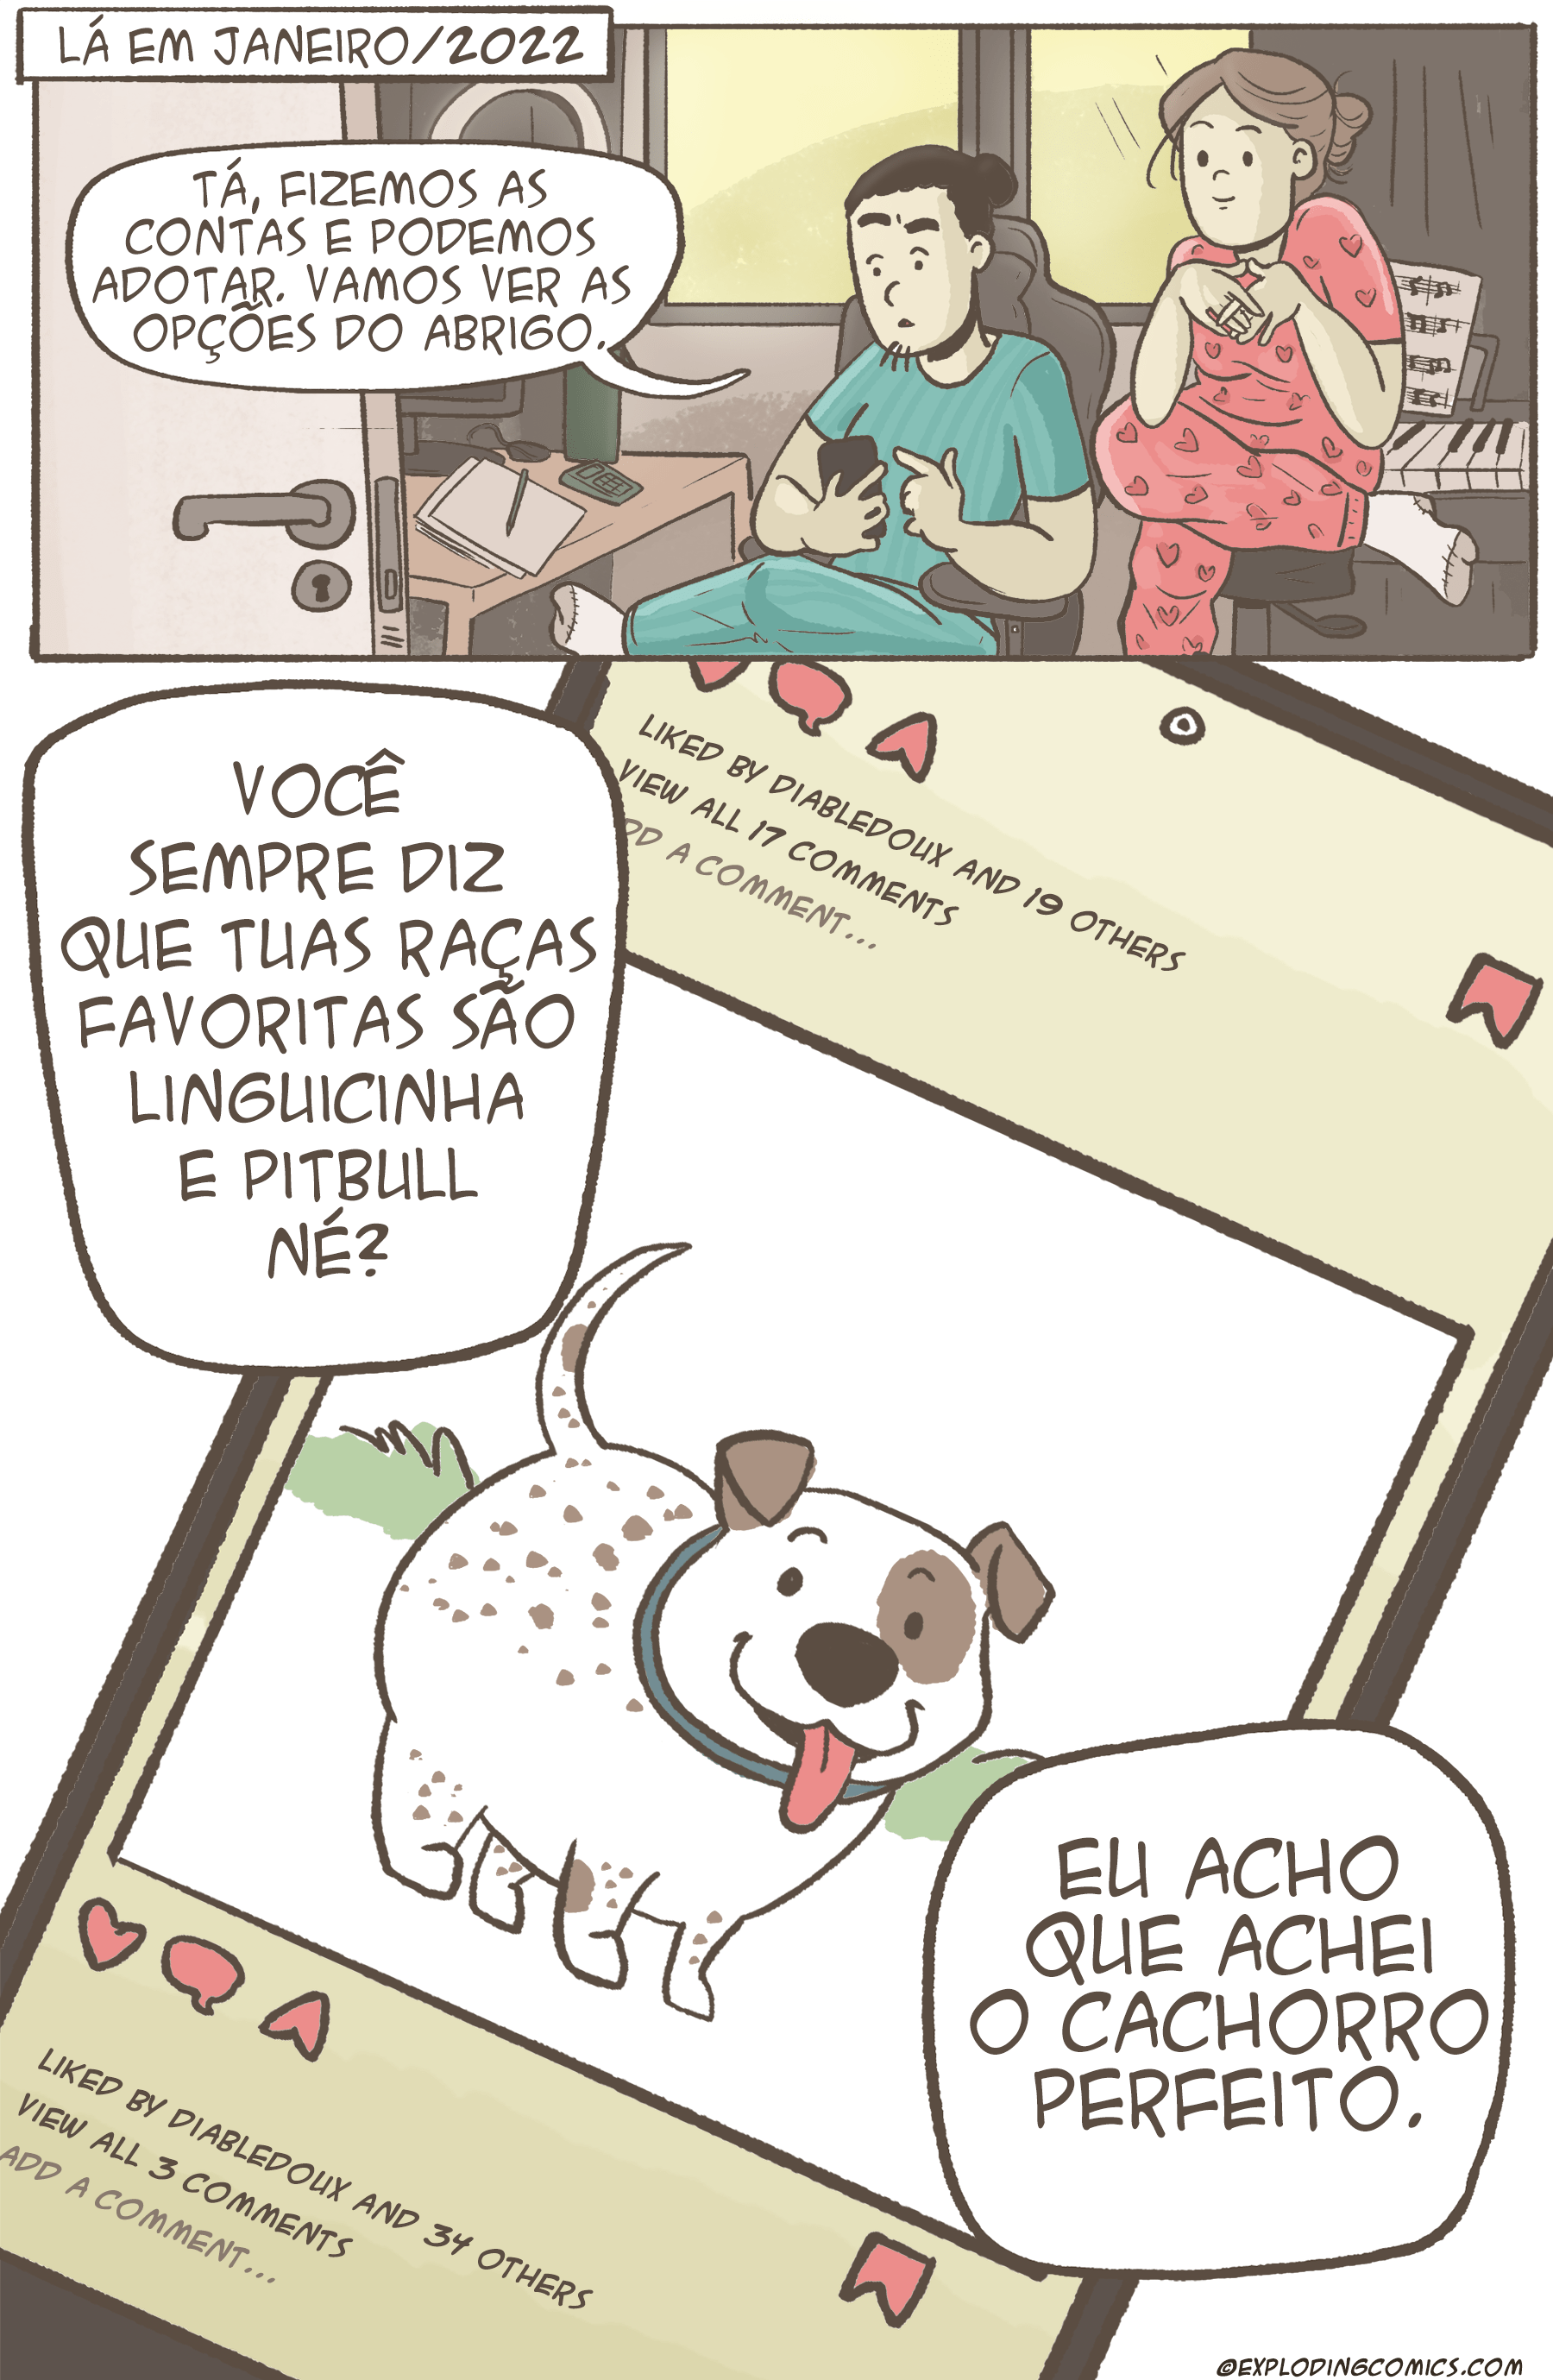 LÁ EM JANEIRO/2022
TÁ, FIZEMOS AS
CONTAS E PODEMOS
ADOTAR. VAMOS VER AS
OPÇÕES DO ABRIGO.
VOCÊ
SEMPRE DIZ
QUE TUAS RAÇAS
FAVORITAS SÃO
LINGUICINHA
E PITBULL
NÉ?
LIKED BY DIABLEDOUX AND 19 OTHERS
VIEW ALL 17 COMMENTS
DD A COMMENT...
EU ACHO
QUE ACHEI
O CACHORRO
PERFEITO.
LIKED BY DIABLEDOUX AND 34 OTHERS
VIEW ALL 3 COMMENTS
ADD A COMMENT...
©EXPLODINGCOMICS.COM